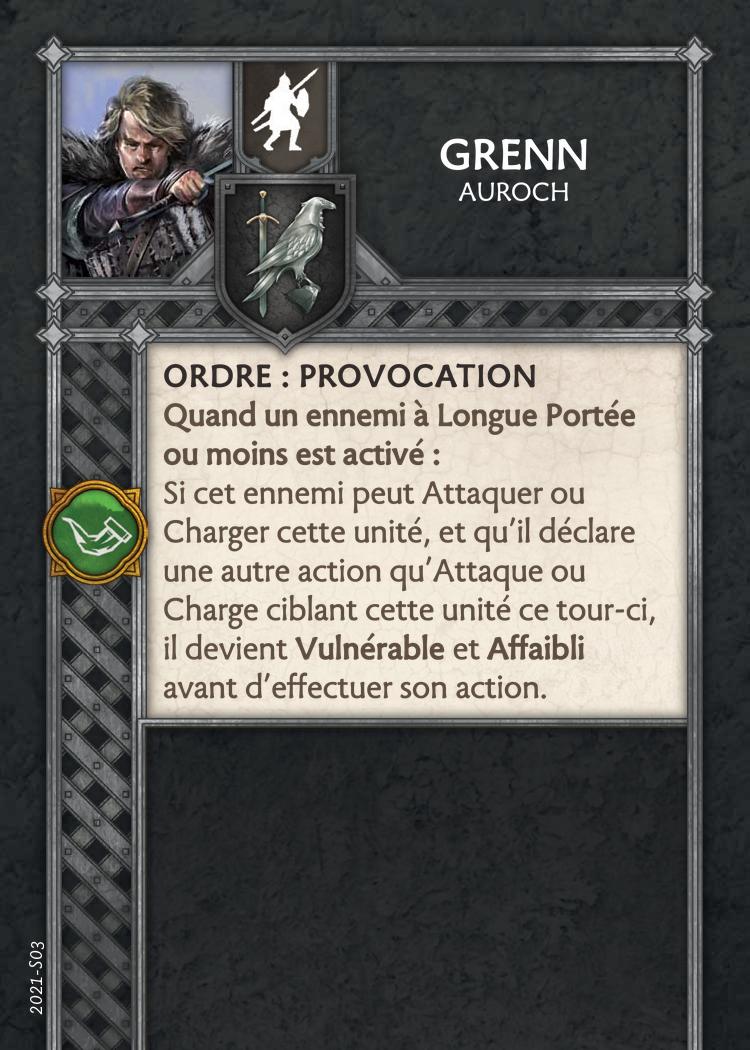 GRENN
AUROCH
ORDRE : PROVOCATION
Quand un ennemi à Longue Portée
ou moins est activé :
Si cet ennemi peut Attaquer ou
Charger cette unité, et qu'il déclare
une autre action qu'Attaque ou
Charge ciblant cette unité ce tour-ci,
il devient Vulnérable et Affaibli
avant d'effectuer son action.
2021-S03